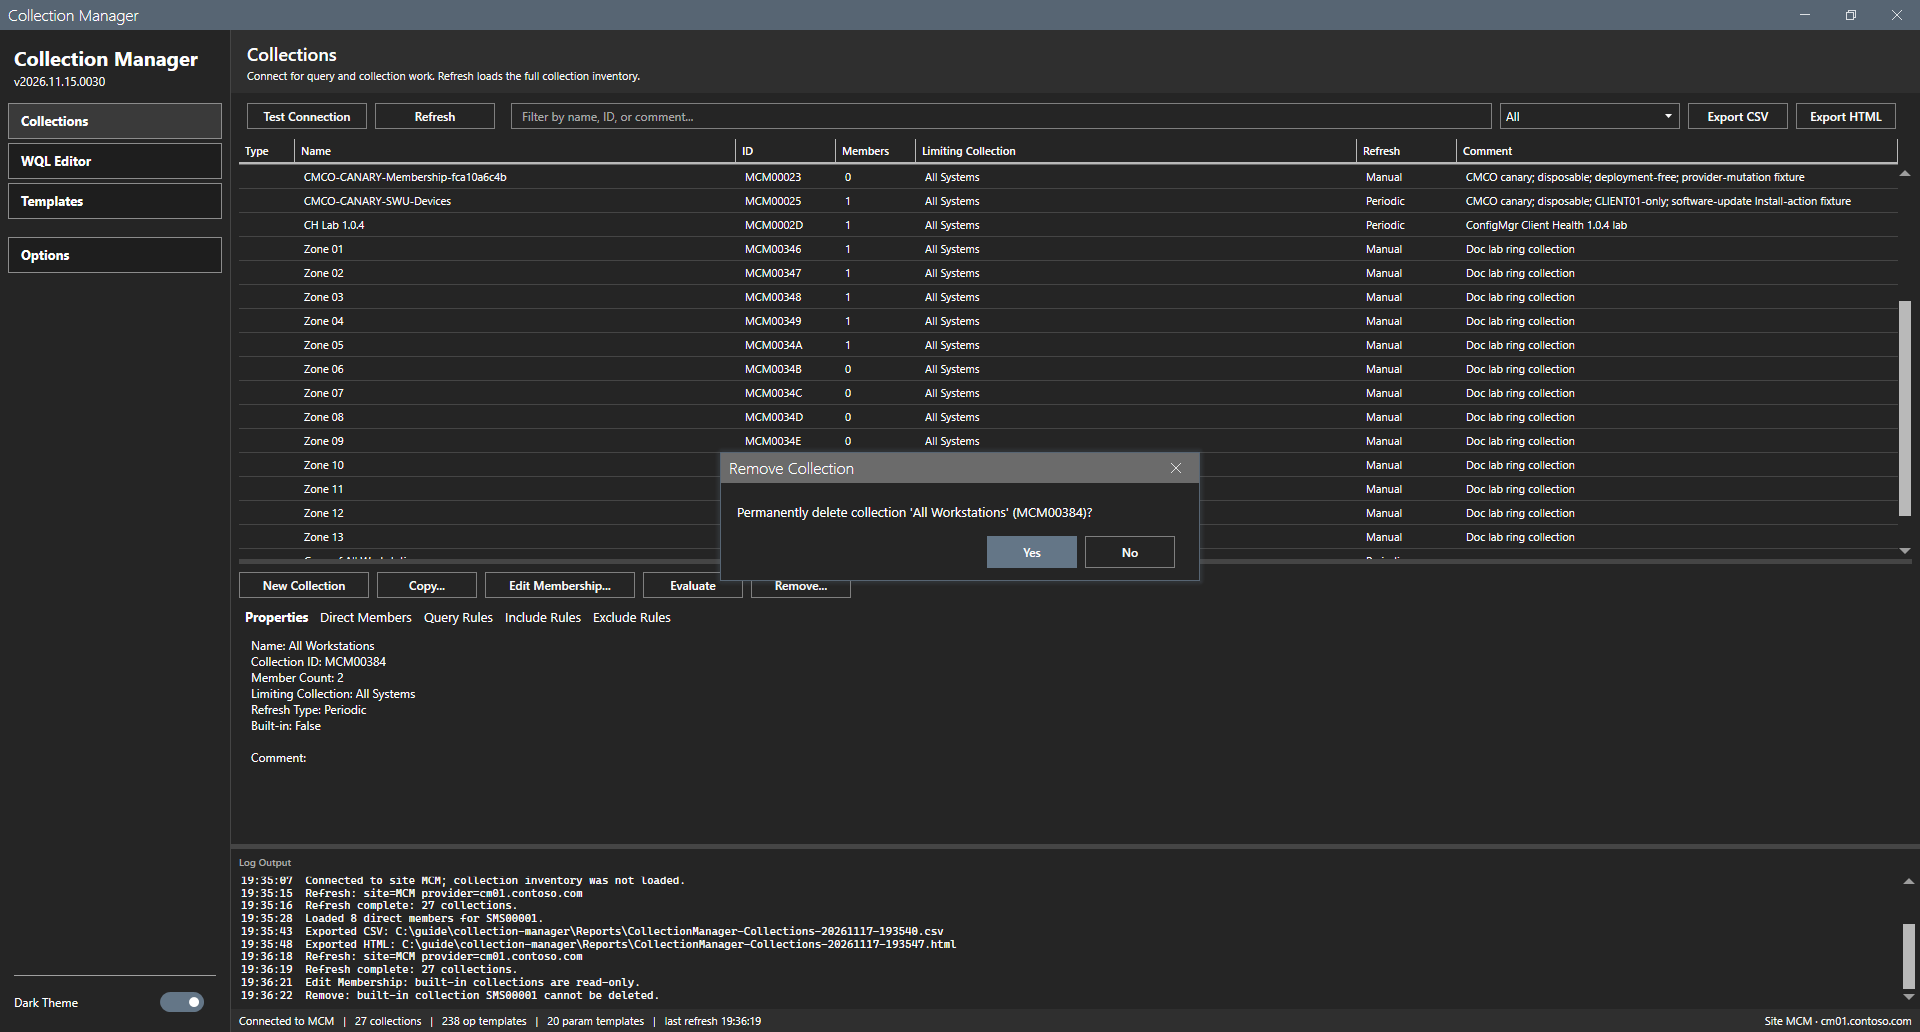 Collection Manager
Collection Manager
v2026.11.15.0030
Collections
WQL Editor
Templates
Options
Dark Theme
Collections
Connect for query and collection work. Refresh loads the full collection inventory.
Test Connection Refresh Filter by name, ID, or comment... All Export CSV Export HTML
Type Name ID Members Limiting Collection Refresh Comment
CMCO-CANARY-Membership-fca10a6c4b MCM00023 0 All Systems Manual CMCO canary; disposable; deployment-free; provider-mutation fixture
CMCO-CANARY-SWU-Devices MCM00025 1 All Systems Periodic CMCO canary; disposable; CLIENT01-only; software-update Install-action fixture
CH Lab 1.0.4 MCM0002D 1 All Systems Periodic ConfigMgr Client Health 1.0.4 lab
Zone 01 MCM00346 1 All Systems Manual Doc lab ring collection
Zone 02 MCM00347 1 All Systems Manual Doc lab ring collection
Zone 03 MCM00348 1 All Systems Manual Doc lab ring collection
Zone 04 MCM00349 1 All Systems Manual Doc lab ring collection
Zone 05 MCM0034A 1 All Systems Manual Doc lab ring collection
Zone 06 MCM0034B 0 All Systems Manual Doc lab ring collection
Zone 07 MCM0034C 0 All Systems Manual Doc lab ring collection
Zone 08 MCM0034D 0 All Systems Manual Doc lab ring collection
Zone 09 MCM0034E 0 All Systems Manual Doc lab ring collection
Zone 10 Manual Doc lab ring collection
Zone 11 Manual Doc lab ring collection
Zone 12 Manual Doc lab ring collection
Zone 13 Manual Doc lab ring collection
Remove Collection
Permanently delete collection 'All Workstations' (MCM00384)?
Yes No
New Collection Copy... Edit Membership... Evaluate Remove...
Properties Direct Members Query Rules Include Rules Exclude Rules
Name: All Workstations
Collection ID: MCM00384
Member Count: 2
Limiting Collection: All Systems
Refresh Type: Periodic
Built-in: False
Comment:
Log Output
19:35:07 Connected to site MCM; collection inventory was not loaded.
19:35:15 Refresh: site=MCM provider=cm01.contoso.com
19:35:16 Refresh complete: 27 collections.
19:35:28 Loaded 8 direct members for SMS00001.
19:35:43 Exported CSV: C:\guide\collection-manager\Reports\CollectionManager-Collections-20261117-193540.csv
19:35:48 Exported HTML: C:\guide\collection-manager\Reports\CollectionManager-Collections-20261117-193547.html
19:36:18 Refresh: site=MCM provider=cm01.contoso.com
19:36:19 Refresh complete: 27 collections.
19:36:21 Edit Membership: built-in collections are read-only.
19:36:22 Remove: built-in collection SMS00001 cannot be deleted.
Connected to MCM | 27 collections | 238 op templates | 20 param templates | last refresh 19:36:19
Site MCM · cm01.contoso.com